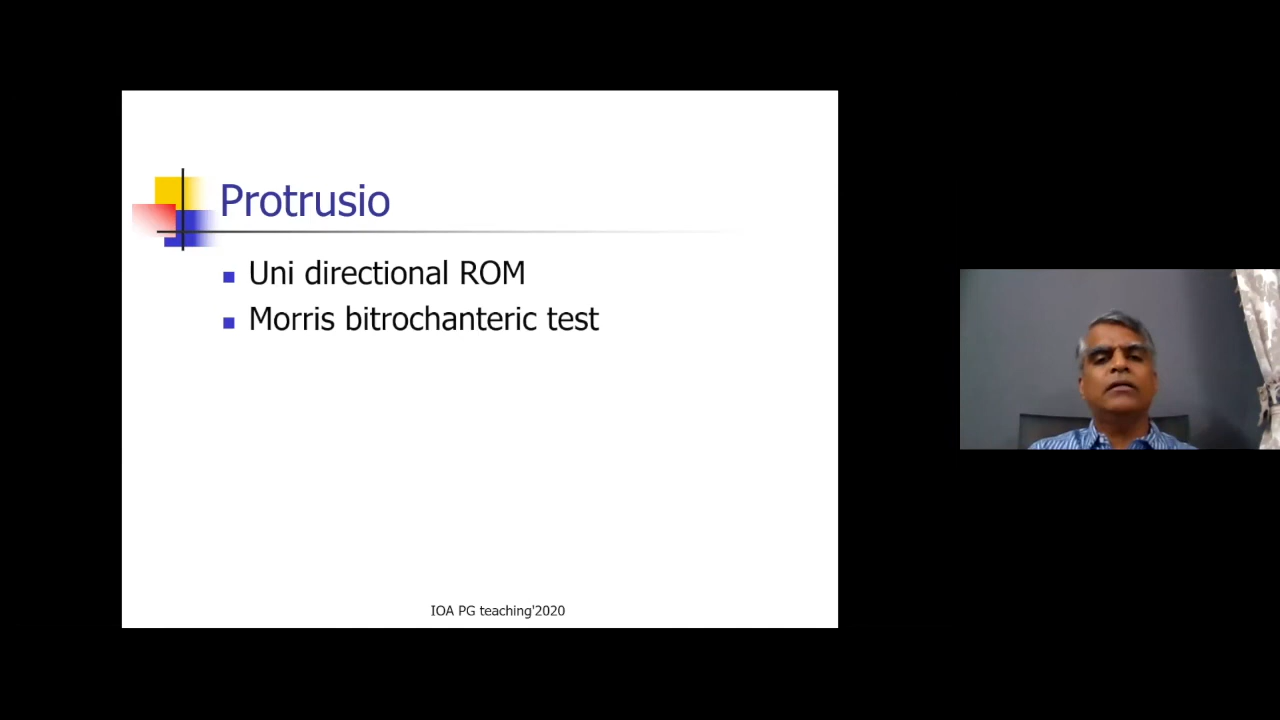 Protrusio
Uni directional ROM
Morris bitrochanteric test
IOA PG teaching'2020